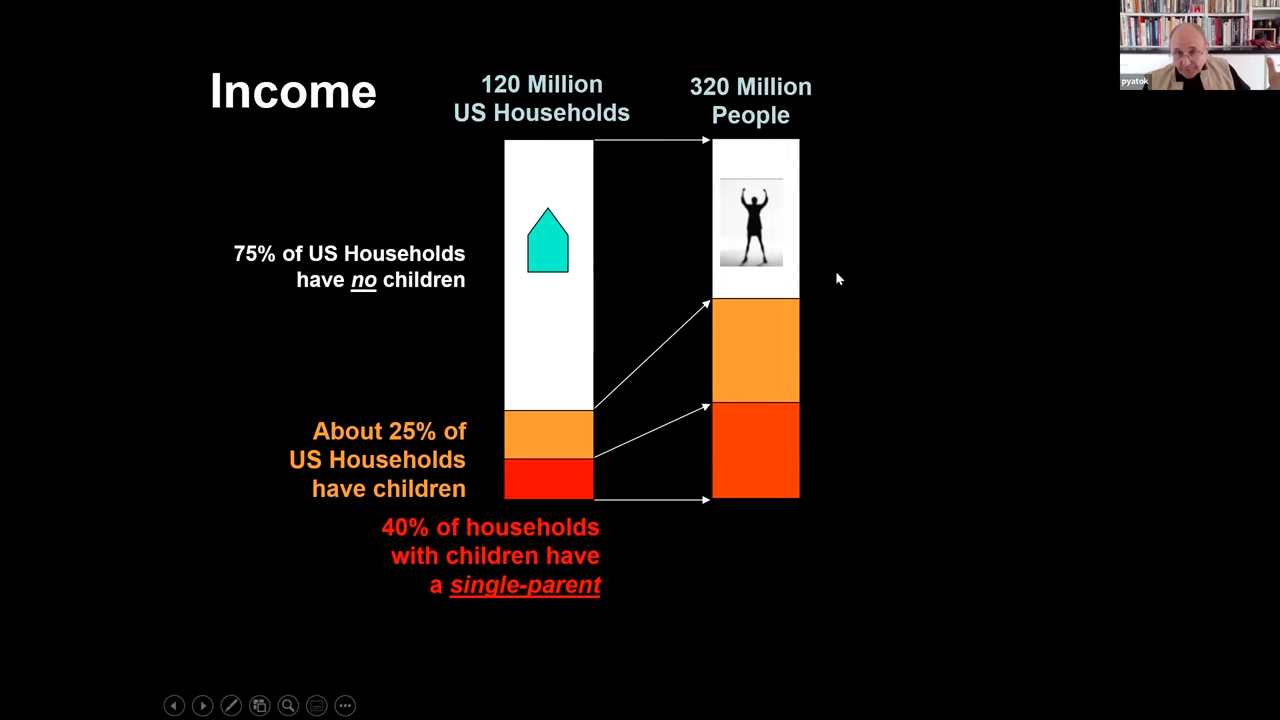 Income
120 Million
US Households
320 Million
People
pyatok
75% of US Households
have no children
About 25% of
US Households
have children
40% of households
with children have
a single-parent